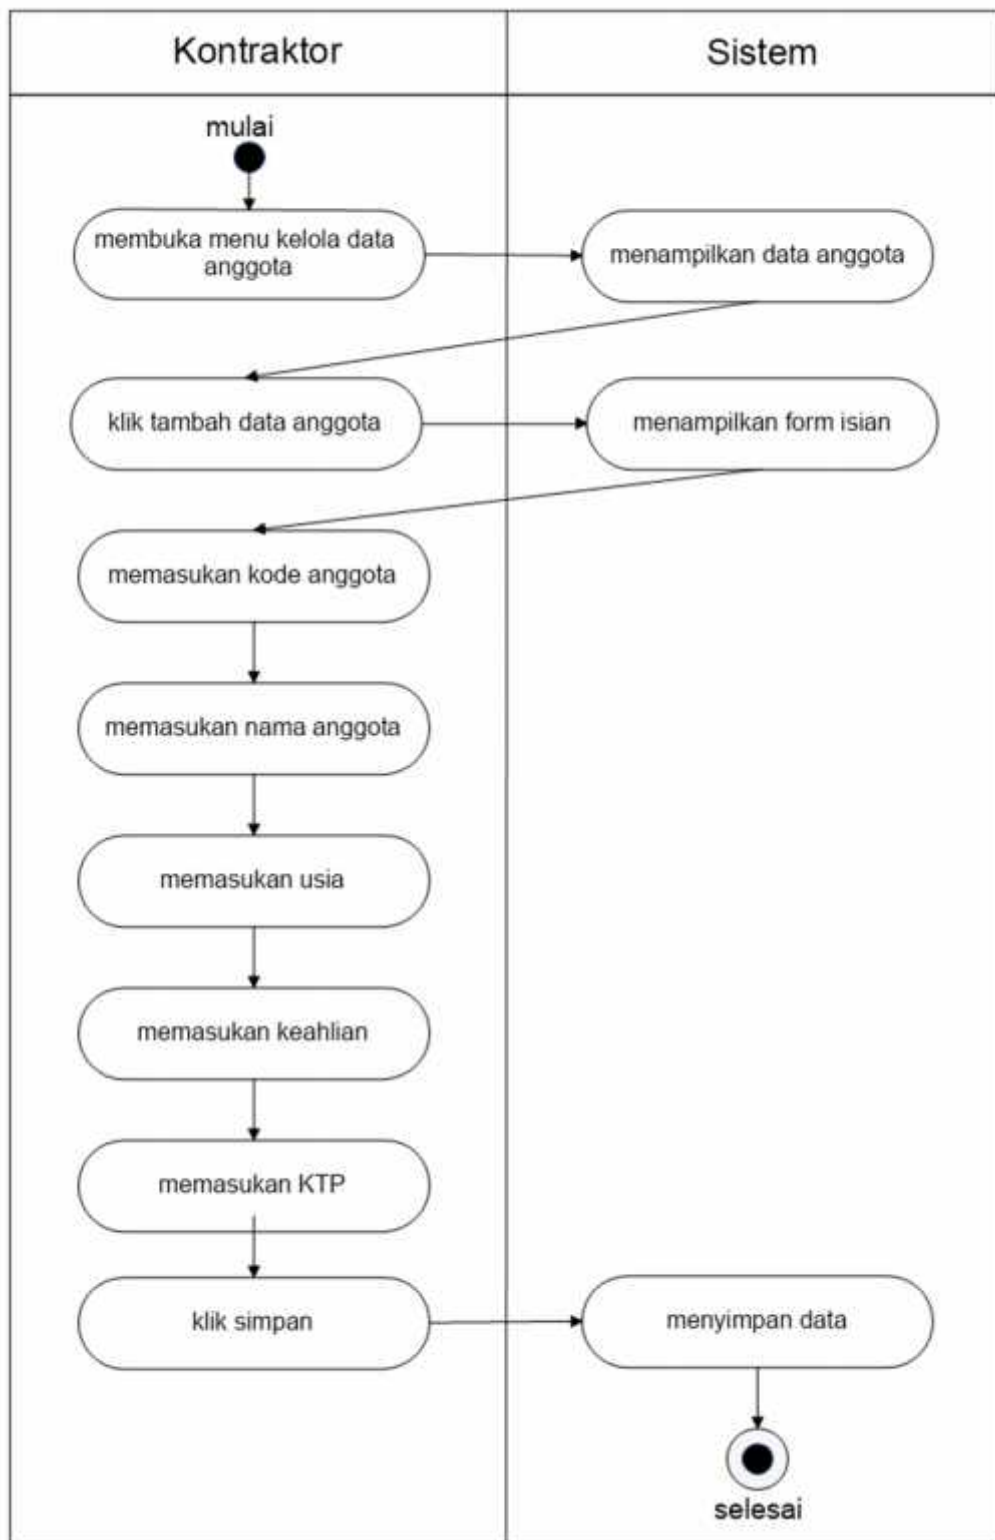 Kontraktor
Sistem
mulai
membuka menu kelola data
anggota
menampilkan data anggota
klik tambah data anggota
menampilkan form isian
memasukan kode anggota
memasukan nama anggota
memasukan usia
memasukan keahlian
memasukan KTP
klik simpan
menyimpan data
selesai